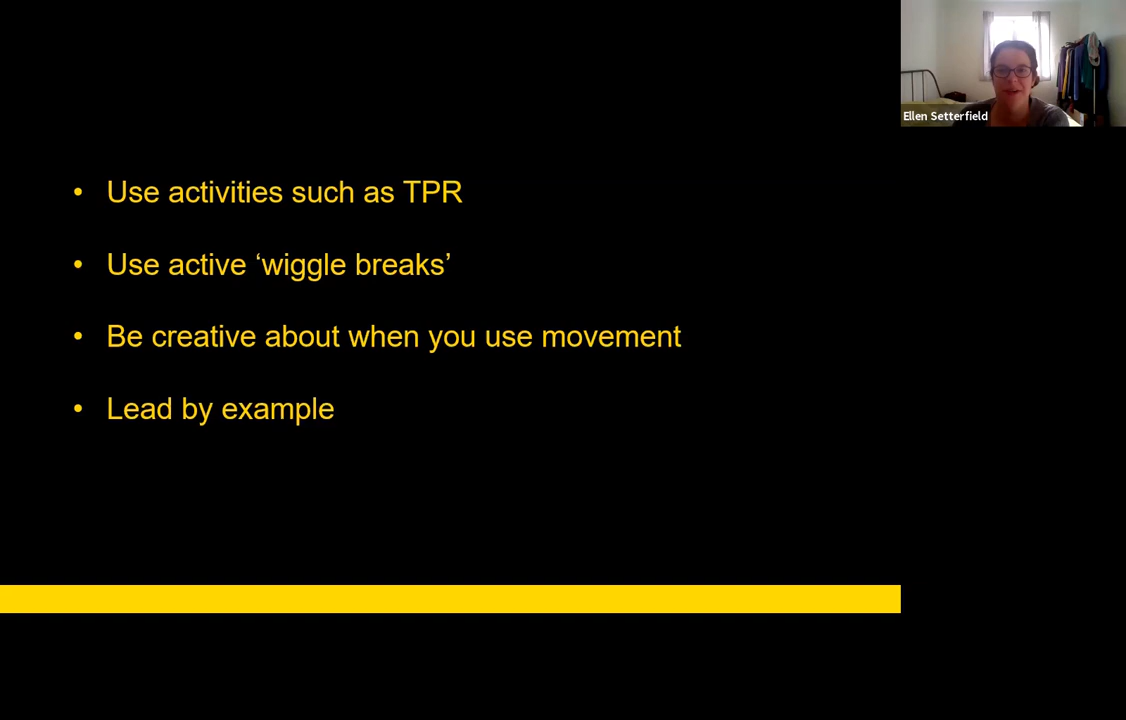 Ellen Setterfield
• Use activities such as TPR
• Use active ‘wiggle breaks’
• Be creative about when you use movement
• Lead by example